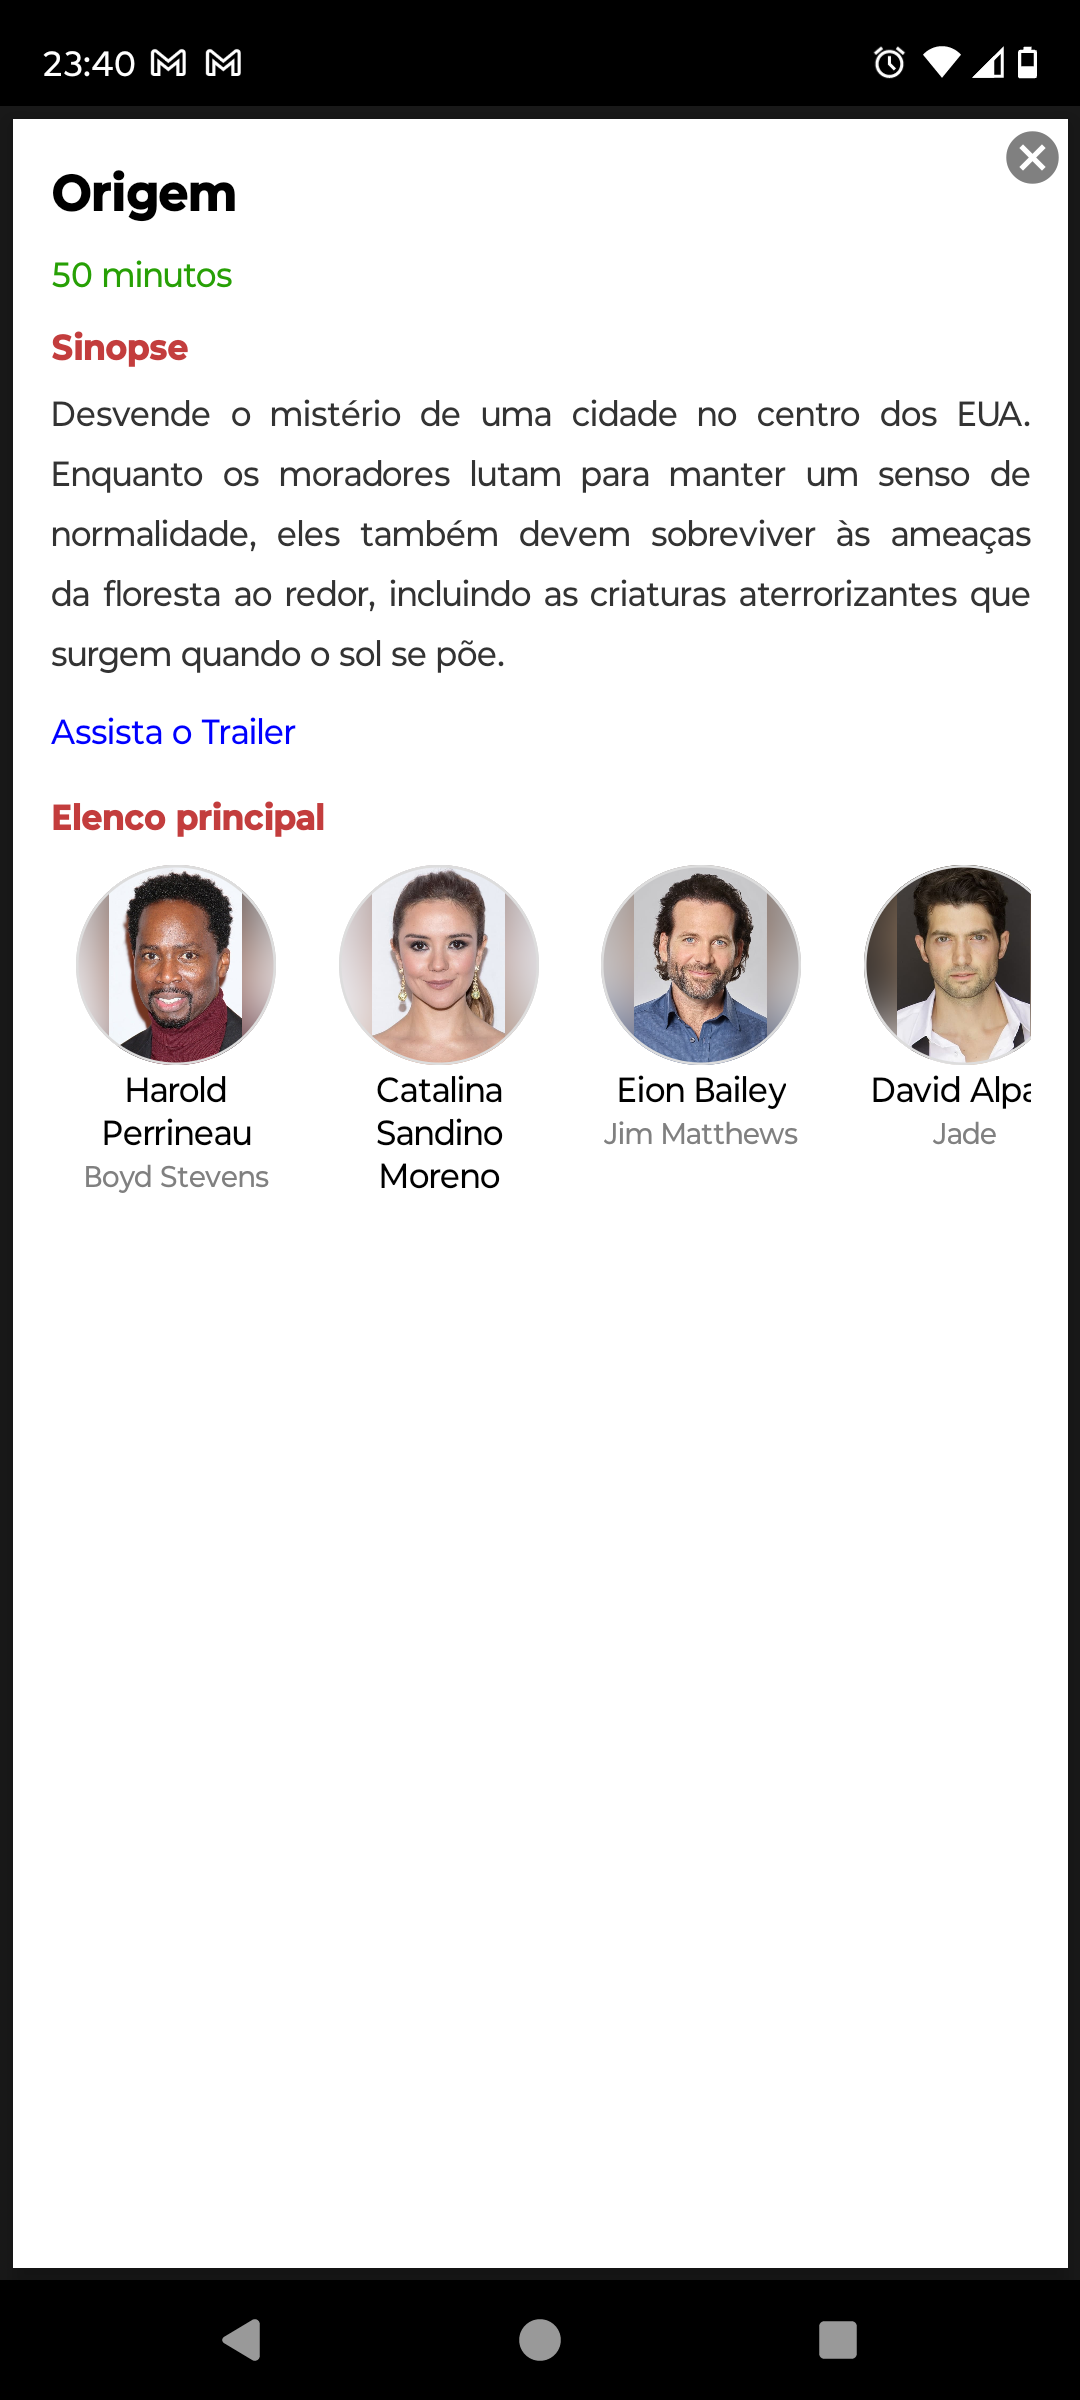 23:40
Origem
50 minutos
Sinopse
Desvende o mistério de uma cidade no centro dos EUA.
Enquanto os moradores lutam para manter um senso de
normalidade, eles também devem sobreviver às ameaças
da floresta ao redor, incluindo as criaturas aterrorizantes que
surgem quando o sol se põe.
Assista o Trailer
Elenco principal
Harold
Perrineau
Boyd Stevens
Catalina
Sandino
Moreno
Eion Bailey
Jim Matthews
David
Jade